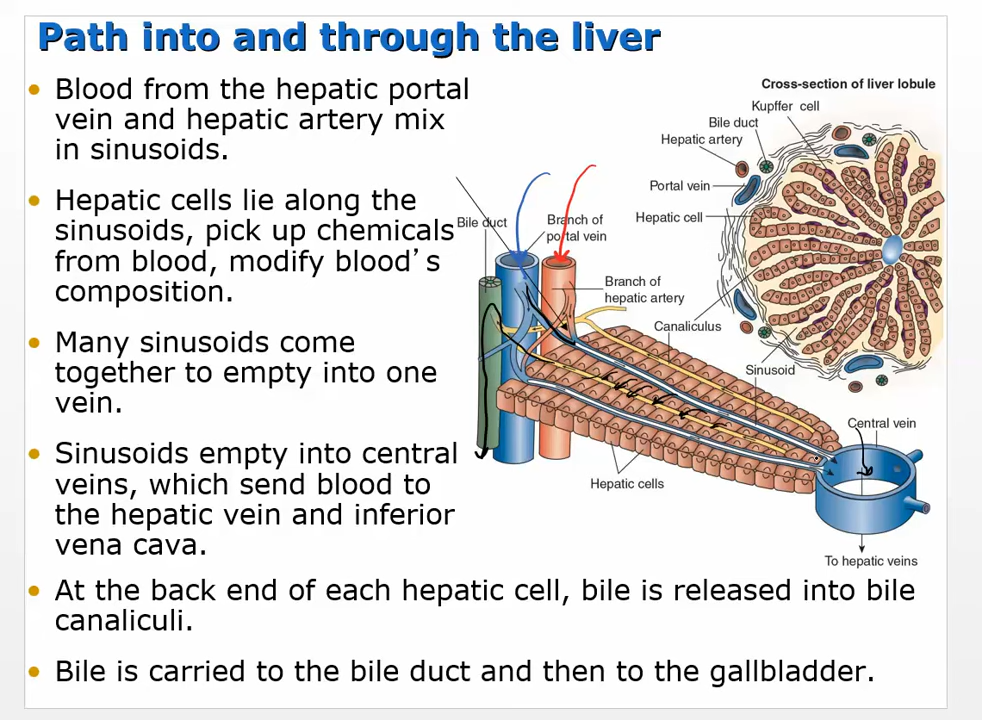 Path into and through the liver
• Blood from the hepatic portal
vein and hepatic artery mix
in sinusoids.
• Hepatic cells lie along the
sinusoids, pick up chemicals
from blood, modify blood’s
composition.
• Many sinusoids come
together to empty into one
vein.
• Sinusoids empty into central
veins, which send blood to
the hepatic vein and inferior
vena cava.
• At the back end of each hepatic cell, bile is released into bile
canaliculi.
• Bile is carried to the bile duct and then to the gallbladder.
Cross-section of liver lobule
Kupffer cell
Bile duct
Hepatic artery
Portal vein
Hepatic cell
Bile duct
Branch of
portal vein
Branch of
hepatic artery
Canaliculus
Sinusoid
Central vein
Hepatic cells
To hepatic veins